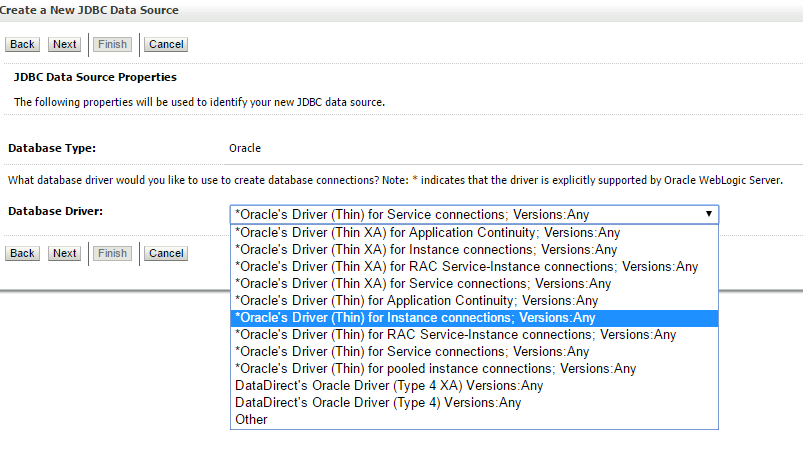 Create a New JDBC Data Source
Back Next Finish Cancel
JDBC Data Source Properties
The following properties will be used to identify your new JDBC data source.
Database Type: Oracle
What database driver would you like to use to create database connections? Note: * indicates that the driver is explicitly supported by Oracle WebLogic Server.
Database Driver: *Oracle's Driver (Thin) for Service connections; Versions:Any
*Oracle's Driver (Thin XA) for Application Continuity; Versions:Any
*Oracle's Driver (Thin XA) for Instance connections; Versions:Any
*Oracle's Driver (Thin XA) for RAC Service-Instance connections; Versions:Any
*Oracle's Driver (Thin XA) for Service connections; Versions:Any
*Oracle's Driver (Thin) for Application Continuity; Versions:Any
*Oracle's Driver (Thin) for Instance connections; Versions:Any
*Oracle's Driver (Thin) for RAC Service-Instance connections; Versions:Any
*Oracle's Driver (Thin) for Service connections; Versions:Any
*Oracle's Driver (Thin) for pooled instance connections; Versions:Any
DataDirect's Oracle Driver (Type 4 XA) Versions:Any
DataDirect's Oracle Driver (Type 4) Versions:Any
Other
Back Next Finish Cancel